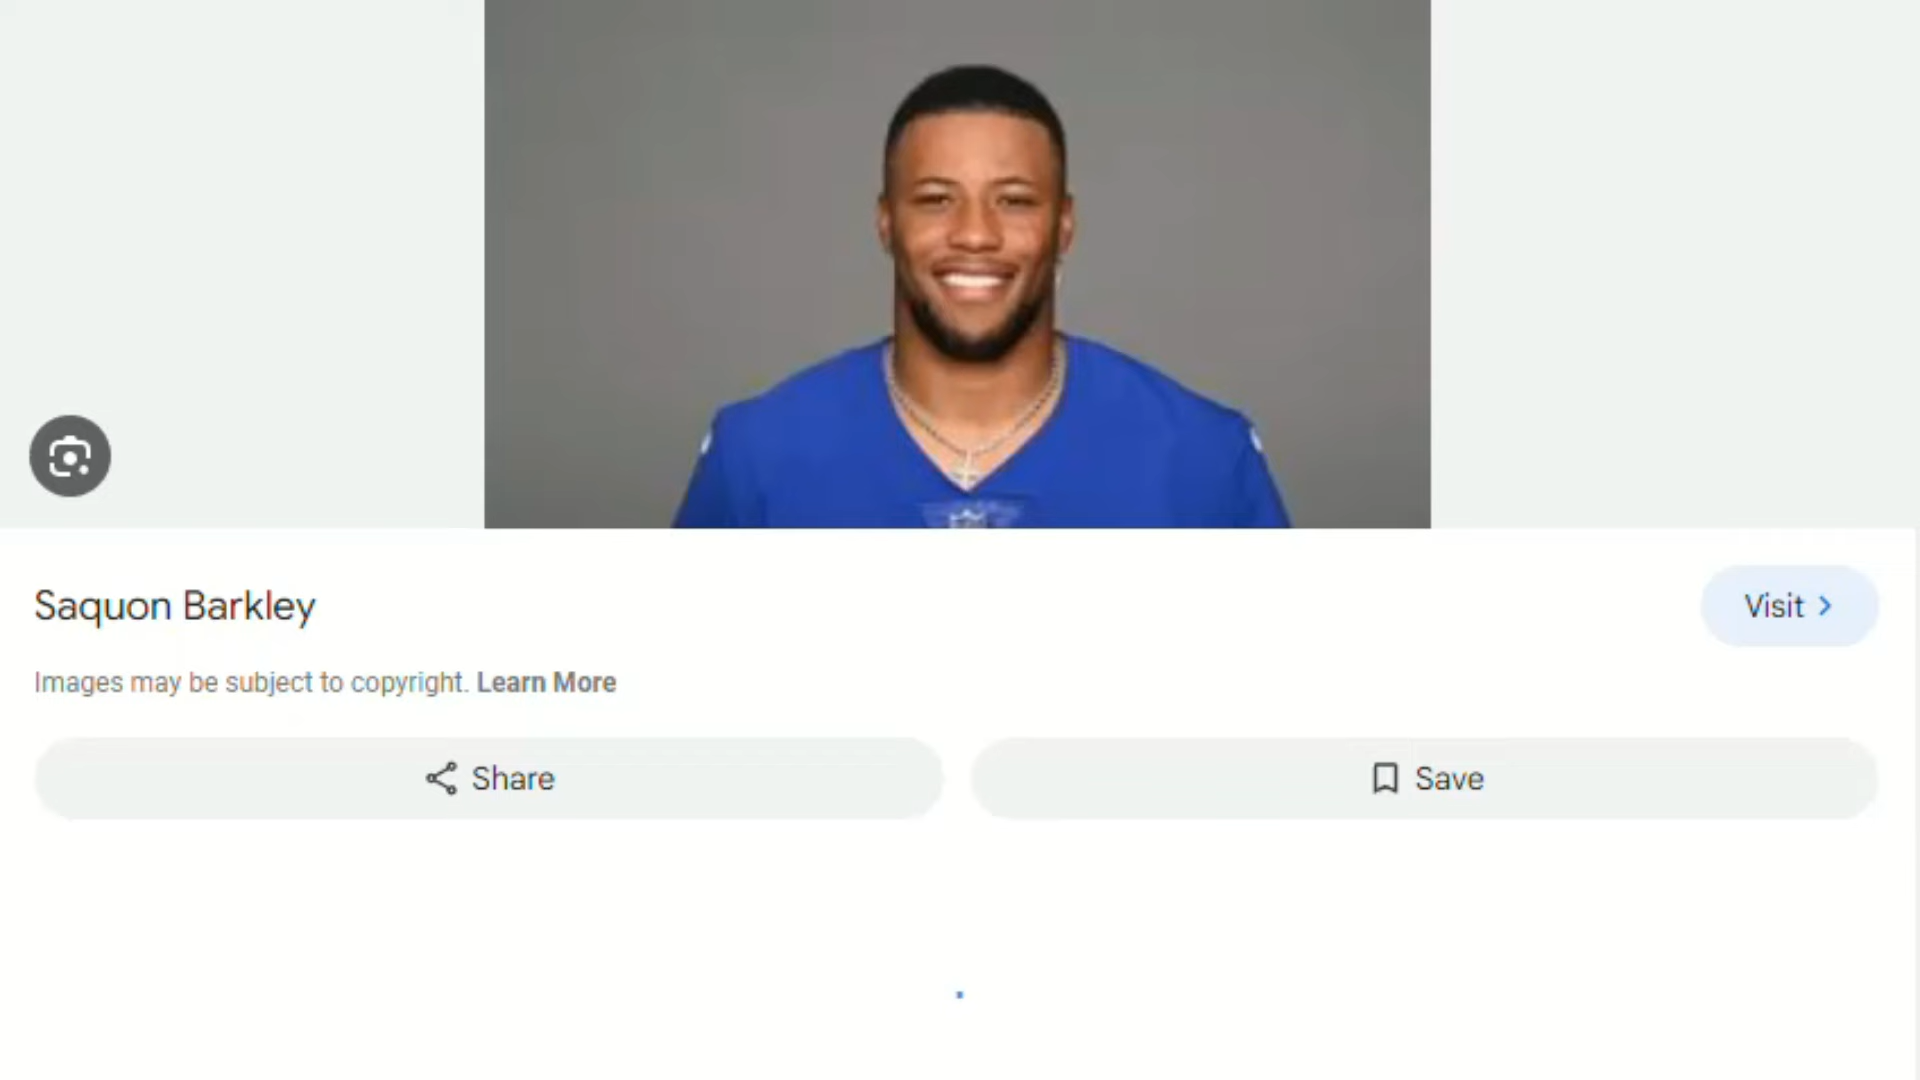 Saquon Barkley
Visit
Images may be subject to copyright. Learn More
Share
Save